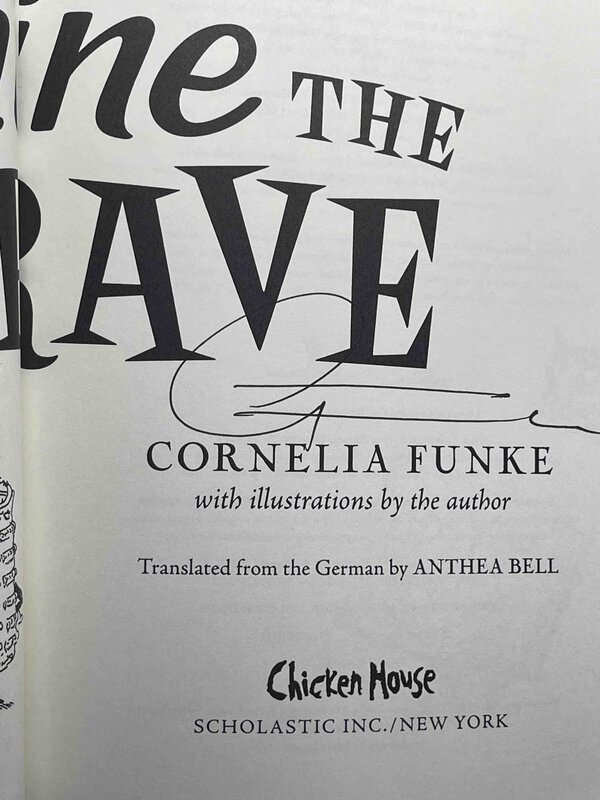 ine THE
RAVE
CORNELIA FUNKE
with illustrations by the author
Translated from the German by ANTHEA BELL
Chicken House
SCHOLASTIC INC./NEW YORK